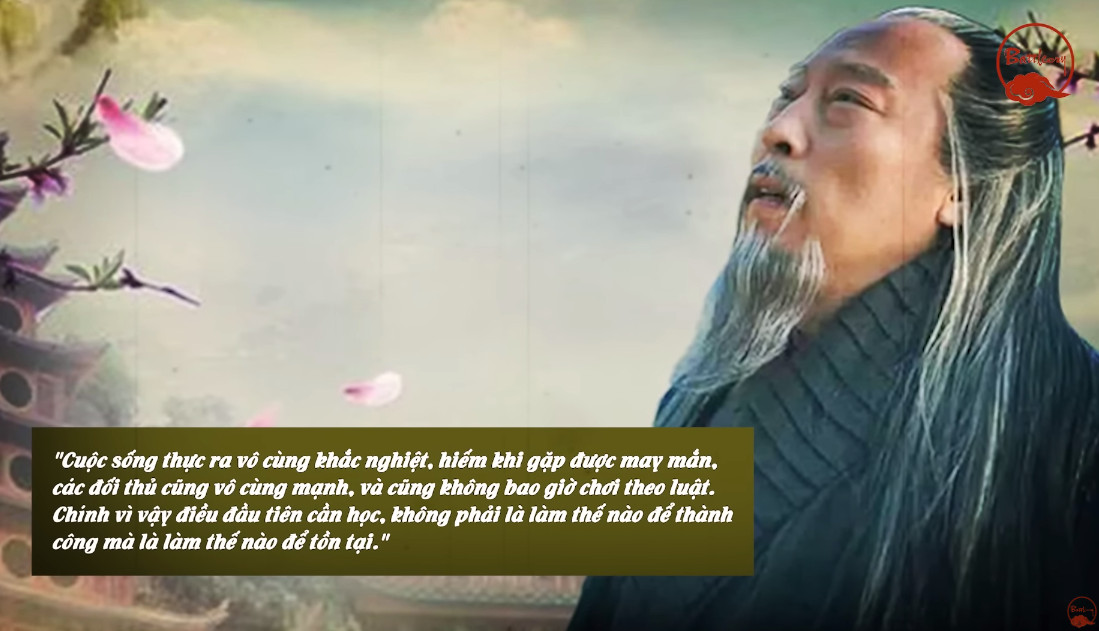 "Cuộc sống thực ra vô cùng khắc nghiệt, hiếm khi gặp được may mắn,
các đối thủ cũng vô cùng mạnh, và cũng không bao giờ chơi theo luật.
Chính vì vậy điều đầu tiên cần học, không phải là làm thế nào để thành
công mà là làm thế nào để tồn tại."